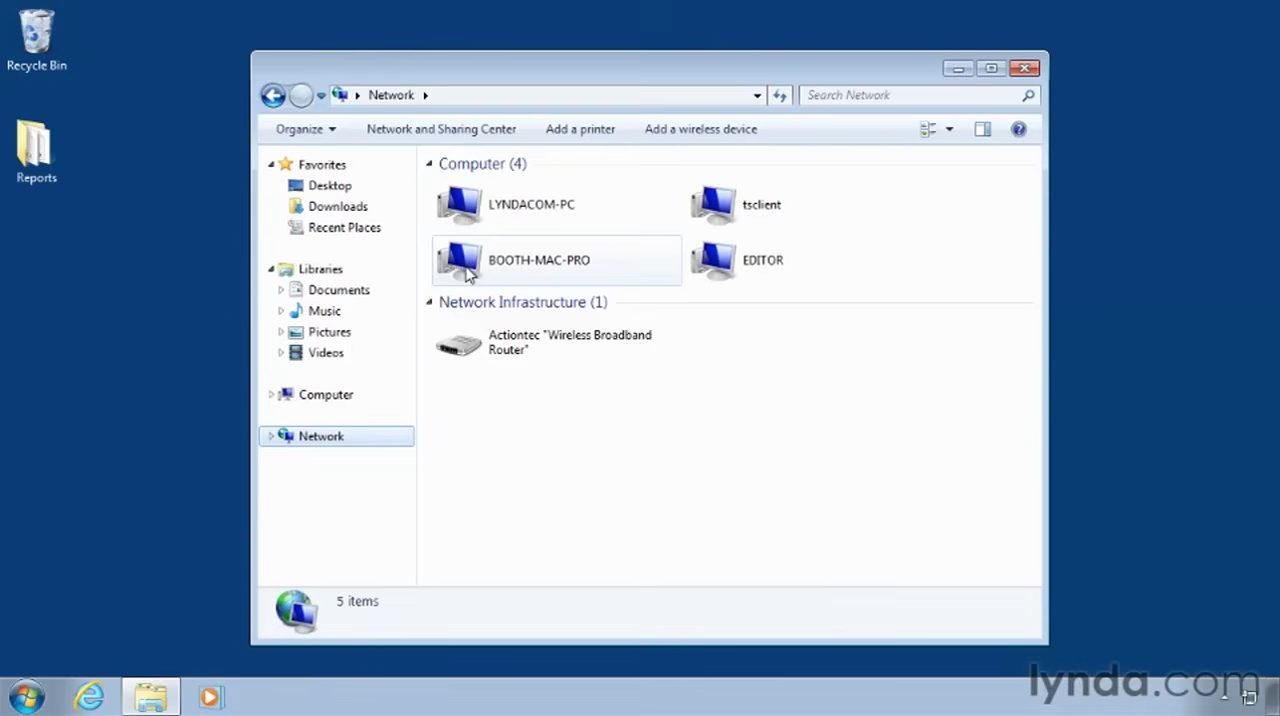 Recycle Bin
Reports
Network
Search Network
Organize
Network and Sharing Center
Add a printer
Add a wireless device
Favorites
Desktop
Downloads
Recent Places
Libraries
Documents
Music
Pictures
Videos
Computer
Network
Computer (4)
LYNDACOM-PC
tsclient
BOOTH-MAC-PRO
EDITOR
Network Infrastructure (1)
Actiontec "Wireless Broadband
Router"
5 items
lynda.com